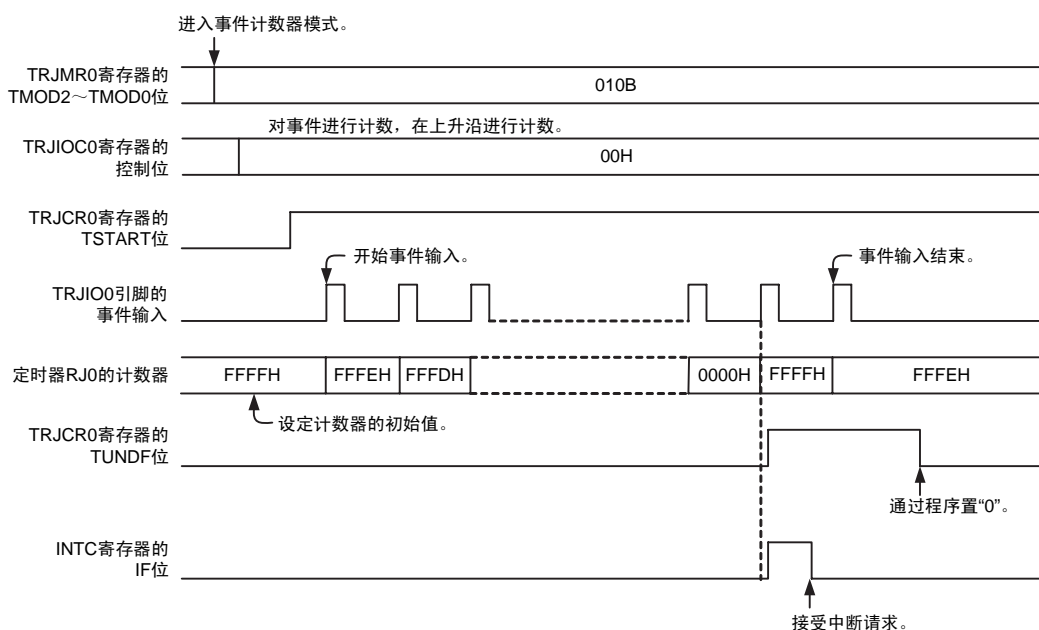 进入事件计数器模式。
TRJMR0寄存器的
TMOD2～TMOD0位
010B
对事件进行计数，在上升沿进行计数。
TRJIOC0寄存器的
控制位
00H
TRJCR0寄存器的
TSTART位
开始事件输入。
事件输入结束。
TRJIO0引脚的
事件输入
定时器RJ0的计数器
FFFFH
FFFEH
FFFDH
0000H
FFFFH
FFFEH
设定计数器的初始值。
TRJCR0寄存器的
TUNDF位
通过程序置“0”。
INTC寄存器的
IF位
接受中断请求。